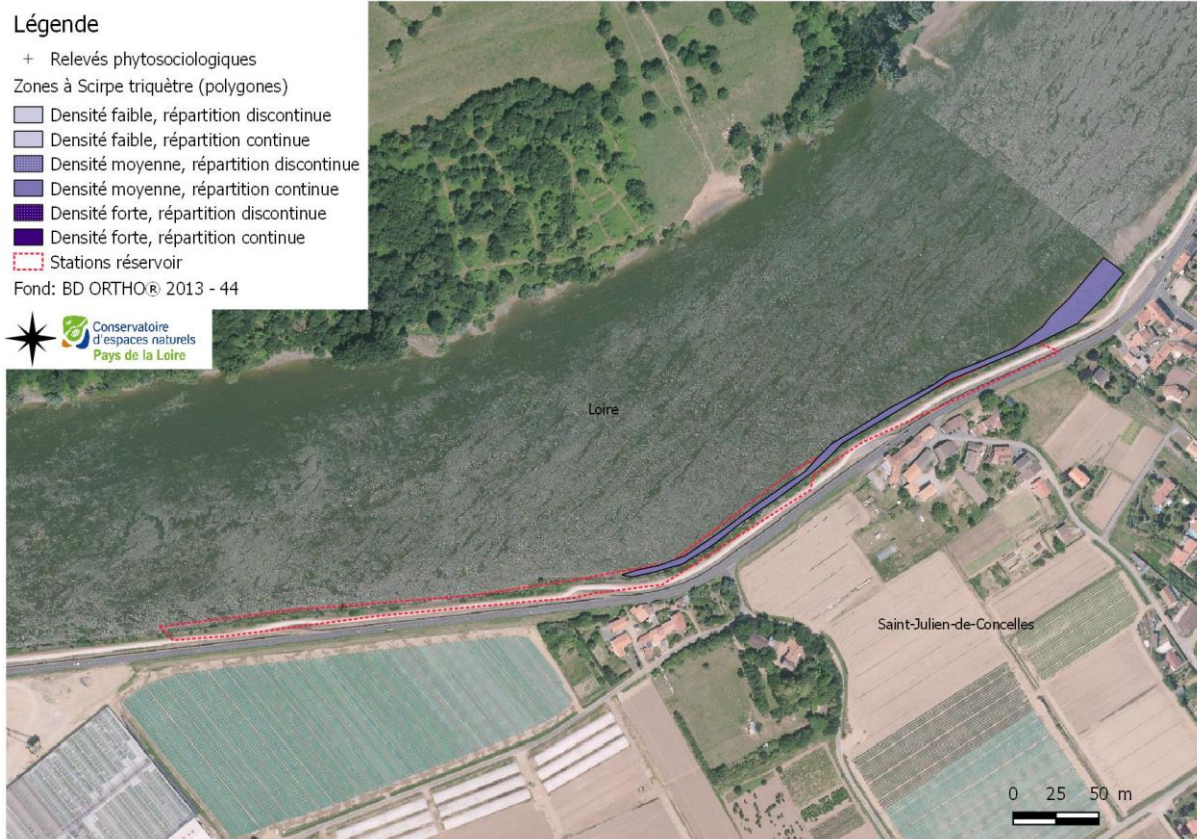 Légende
+ Relevés phytosociologiques
Zones à Scirpe triquètre (polygones)
Densité faible, répartition discontinue
Densité faible, répartition continue
Densité moyenne, répartition discontinue
Densité moyenne, répartition continue
Densité forte, répartition discontinue
Densité forte, répartition continue
Stations réservoir
Fond: BD ORTHO® 2013 - 44
Conservatoire
d'espaces naturels
Pays de la Loire
Loire
Saint-Julien-de-Concelles
0 25 50 m